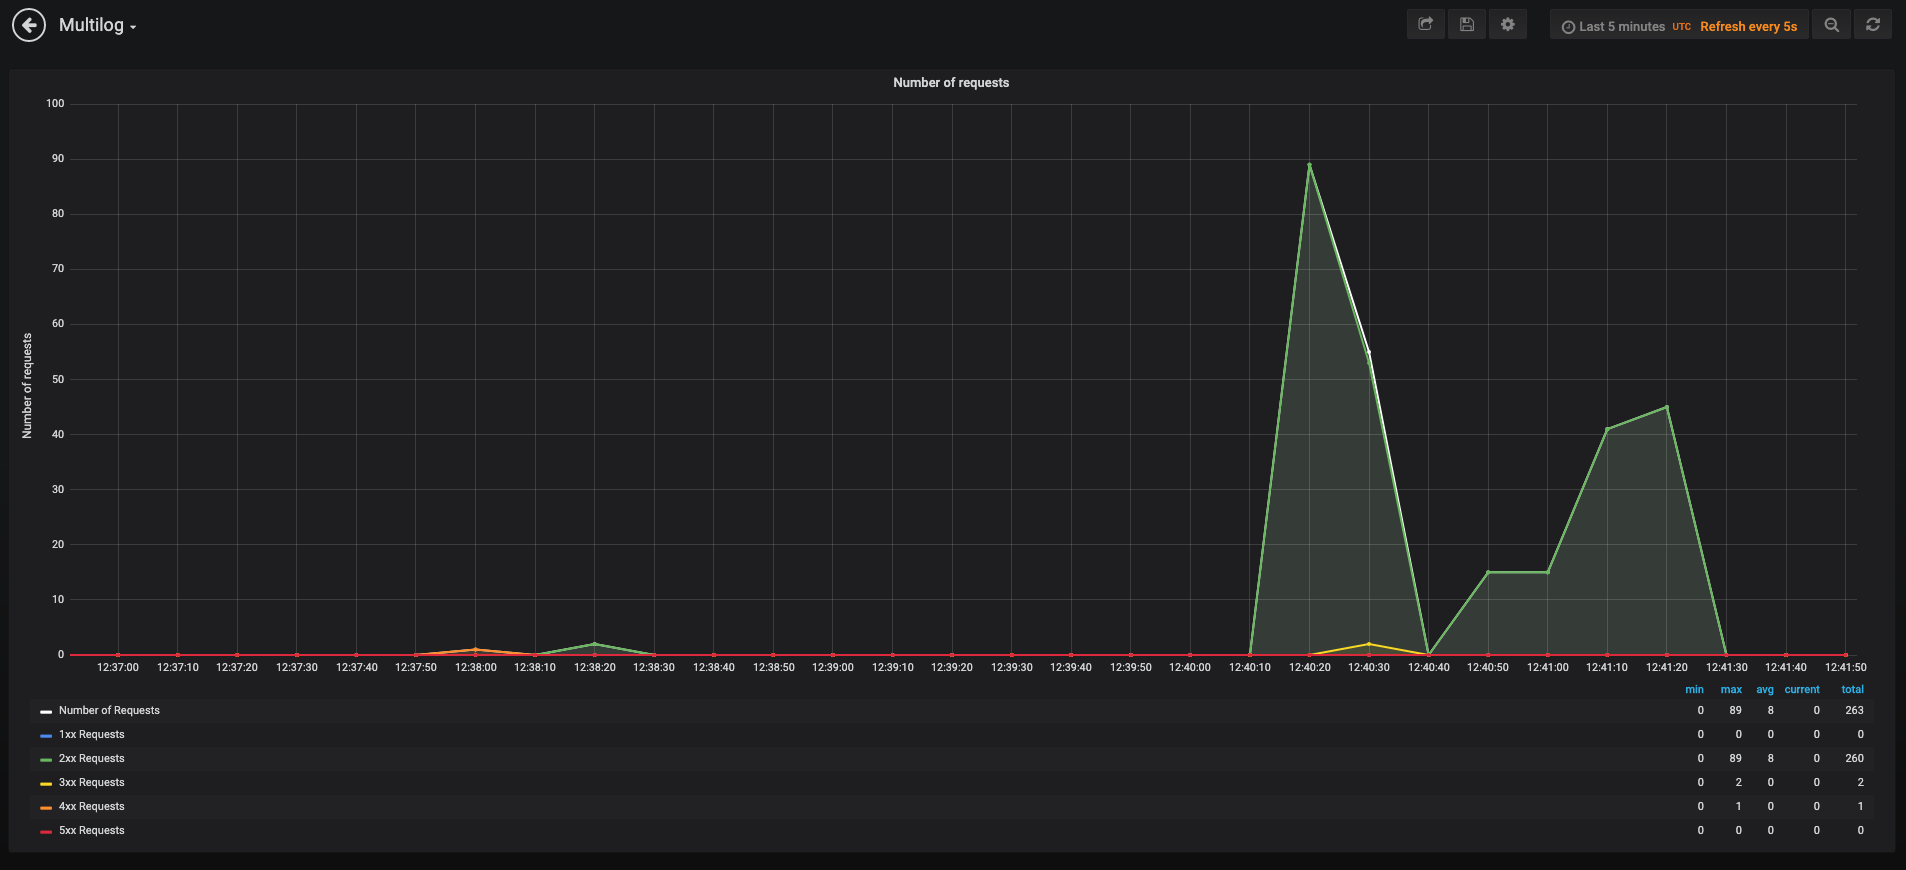 Multilog
Last 5 minutes UTC Refresh every 5s
Number of requests
100
90
80
70
60
50
40
30
20
10
0
Number of requests
12:37:00 12:37:10 12:37:20 12:37:30 12:37:40 12:37:50 12:38:00 12:38:10 12:38:20 12:38:30 12:38:40 12:38:50 12:39:00 12:39:10 12:39:20 12:39:30 12:39:40 12:39:50 12:40:00 12:40:10 12:40:20 12:40:30 12:40:40 12:40:50 12:41:00 12:41:10 12:41:20 12:41:30 12:41:40 12:41:50
min max avg current total
Number of Requests 0 89 8 0 263
1xx Requests 0 0 0 0 0
2xx Requests 0 89 8 0 260
3xx Requests 0 2 0 0 2
4xx Requests 0 1 0 0 1
5xx Requests 0 0 0 0 0